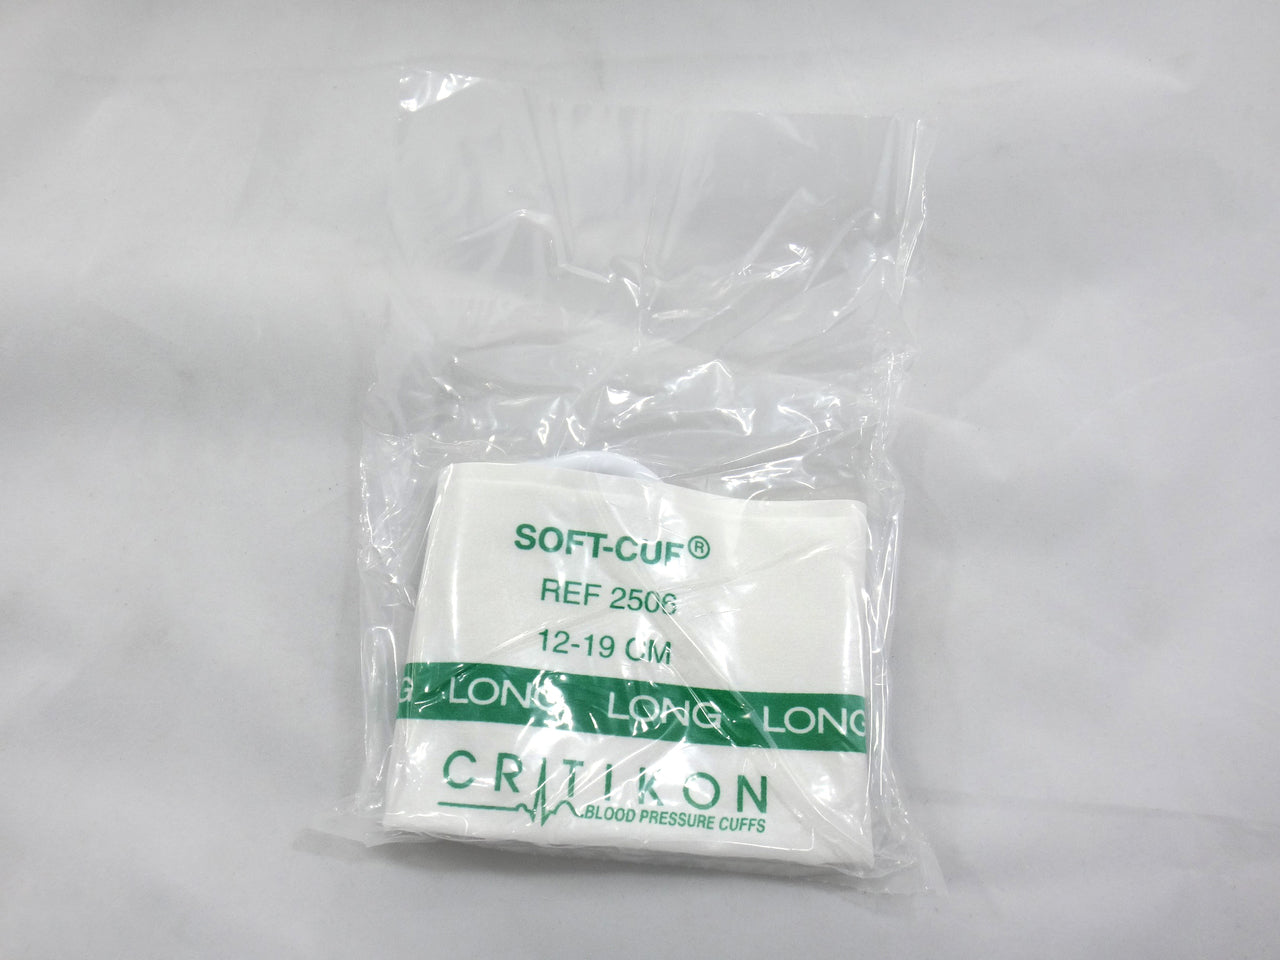 SOFT-CUF®
REF 2506
12-19 CM
G LONG LONG LONG
CRITIKON
BLOOD PRESSURE CUFFS